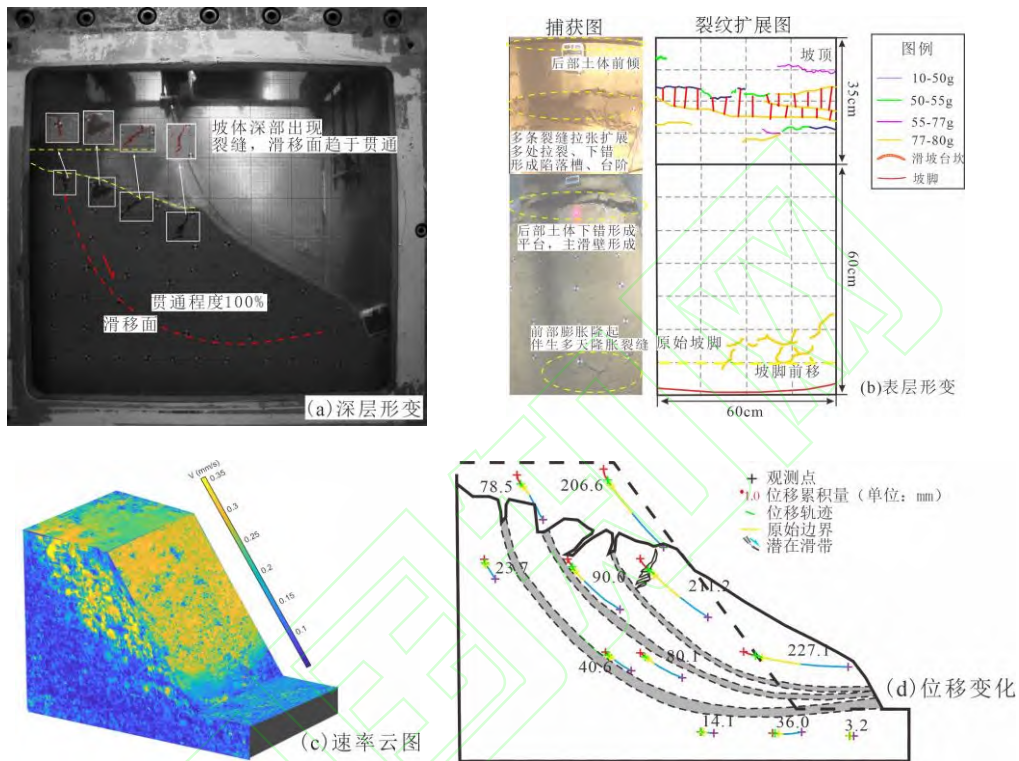 坡体深部出现
裂缝，滑移面趋于贯通
贯通程度100%
滑移面
(a)深层形变
捕获图
裂纹扩展图
后部土体前倾
多条裂缝拉张扩展
多处拉裂、下错
形成陷落槽、台阶
后部土体下错形成
平台，主滑壁形成
前部膨胀隆起
伴生多天隆胀裂缝
坡顶
35cm
60cm
原始坡脚
坡脚前移
60cm
图例
10-50g
50-55g
55-77g
77-80g
滑坡台坎
坡脚
(b)表层形变
V (mm/s)
0.35
0.3
0.25
0.2
0.15
0.1
(c)速率云图
观测点
1.0 位移累积量（单位：mm）
位移轨迹
原始边界
潜在滑带
78.5
206.6
23.7
90.0
211.2
40.6
80.1
227.1
14.1
36.0
3.2
(d)位移变化